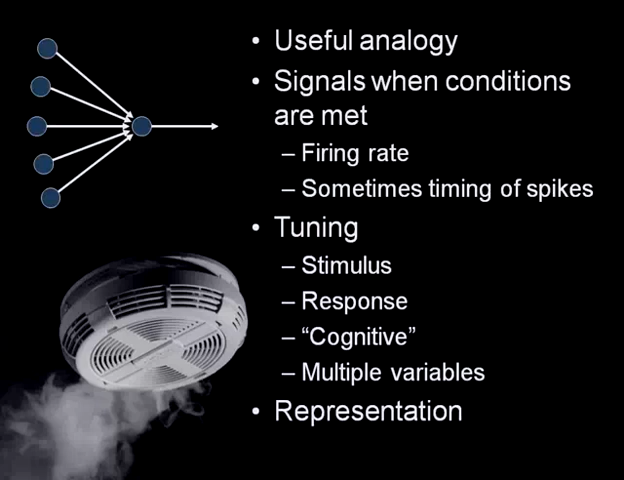 • Useful analogy
• Signals when conditions
are met
– Firing rate
– Sometimes timing of spikes
• Tuning
– Stimulus
– Response
– “Cognitive”
– Multiple variables
• Representation